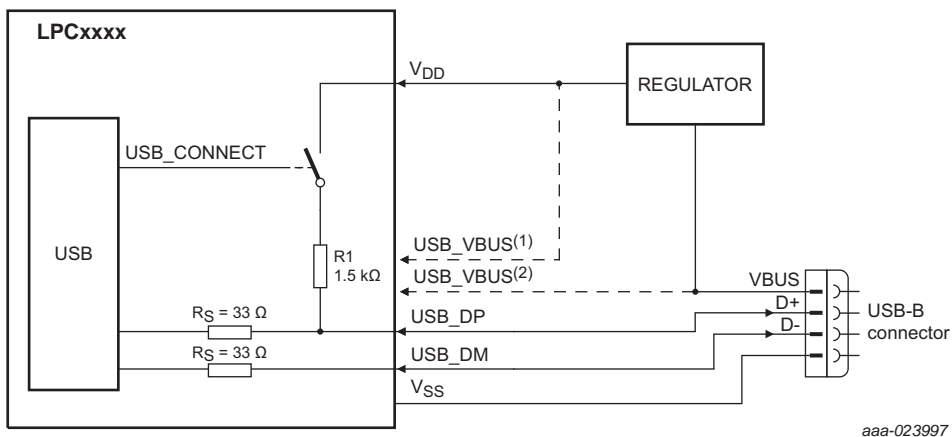 LPCxxxx
VDD
REGULATOR
USB_CONNECT
USB
R1
1.5 kΩ
USB_VBUS(1)
USB_VBUS(2)
VBUS
RS = 33 Ω
USB_DP
D+
USB-B
connector
D-
RS = 33 Ω
USB_DM
VSS
aaa-023997